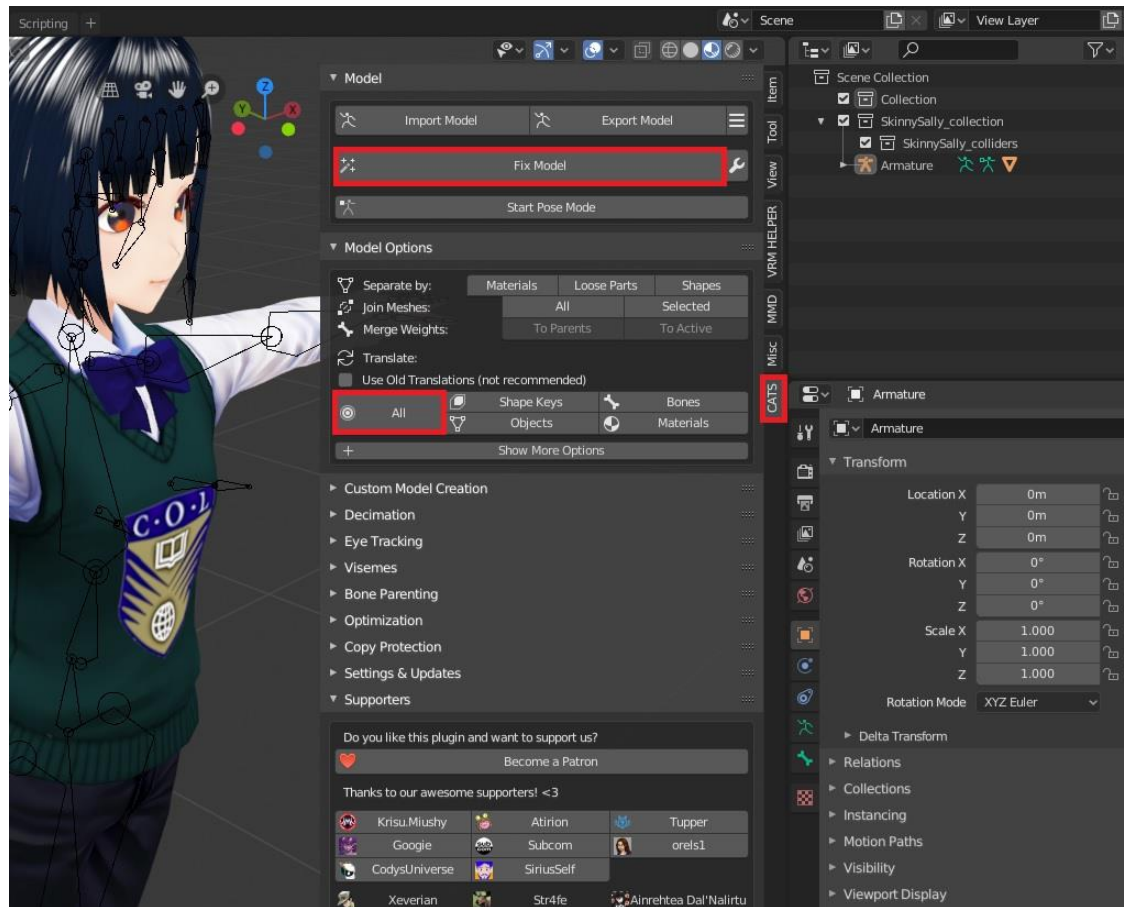 Scripting +
Scene
View Layer
Z
Y
X
Model
Import Model
Export Model
Fix Model
Start Pose Mode
Model Options
Separate by: Materials Loose Parts Shapes
Join Meshes: All Selected
Merge Weights: To Parents To Active
Translate:
Use Old Translations (not recommended)
All Shape Keys Bones
Objects Materials
+ Show More Options
Custom Model Creation
Decimation
Eye Tracking
Visemes
Bone Parenting
Optimization
Copy Protection
Settings & Updates
Supporters
Do you like this plugin and want to support us?
Become a Patron
Thanks to our awesome supporters! <3
Krisu.Miushy Atirion Tupper
Googie Subcom orels1
CodysUniverse SiriusSelf
Xeverian Str4fe Ainrehtea Dal'Nalirtu
Item
Tool
View
VRM HELPER
MMD
Misc
CATS
Scene Collection
Collection
SkinnySally_collection
SkinnySally_colliders
Armature
Armature
Armature
Transform
Location X 0m
Y 0m
Z 0m
Rotation X 0°
Y 0°
Z 0°
Scale X 1.000
Y 1.000
Z 1.000
Rotation Mode XYZ Euler
Delta Transform
Relations
Collections
Instancing
Motion Paths
Visibility
Viewport Display
C·O·L